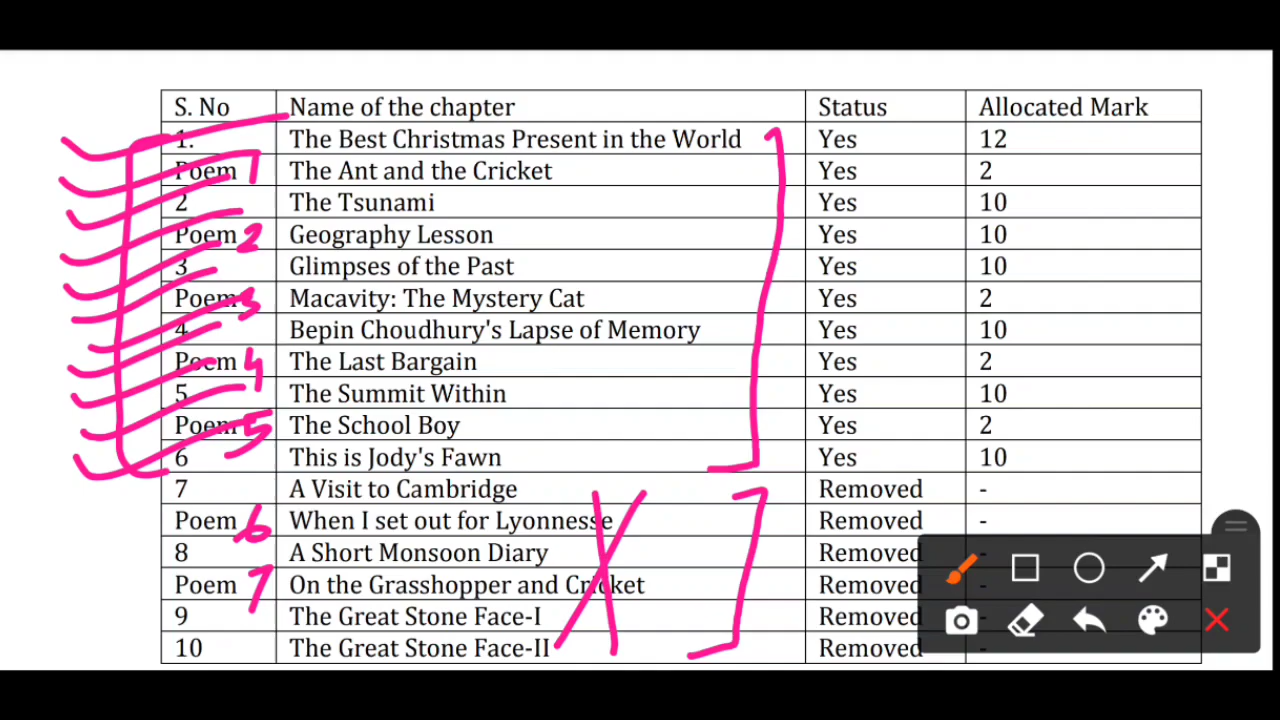 S. No Name of the chapter Status Allocated Mark
1. The Best Christmas Present in the World Yes 12
Poem 1 The Ant and the Cricket Yes 2
2 The Tsunami Yes 10
Poem 2 Geography Lesson Yes 10
3 Glimpses of the Past Yes 10
Poem 3 Macavity: The Mystery Cat Yes 2
4 Bepin Choudhury's Lapse of Memory Yes 10
Poem 4 The Last Bargain Yes 2
5 The Summit Within Yes 10
Poem 5 The School Boy Yes 2
6 This is Jody's Fawn Yes 10
7 A Visit to Cambridge Removed -
Poem 6 When I set out for Lyonnesse Removed -
8 A Short Monsoon Diary Removed -
Poem 7 On the Grasshopper and Cricket Removed -
9 The Great Stone Face-I Removed -
10 The Great Stone Face-II Removed -